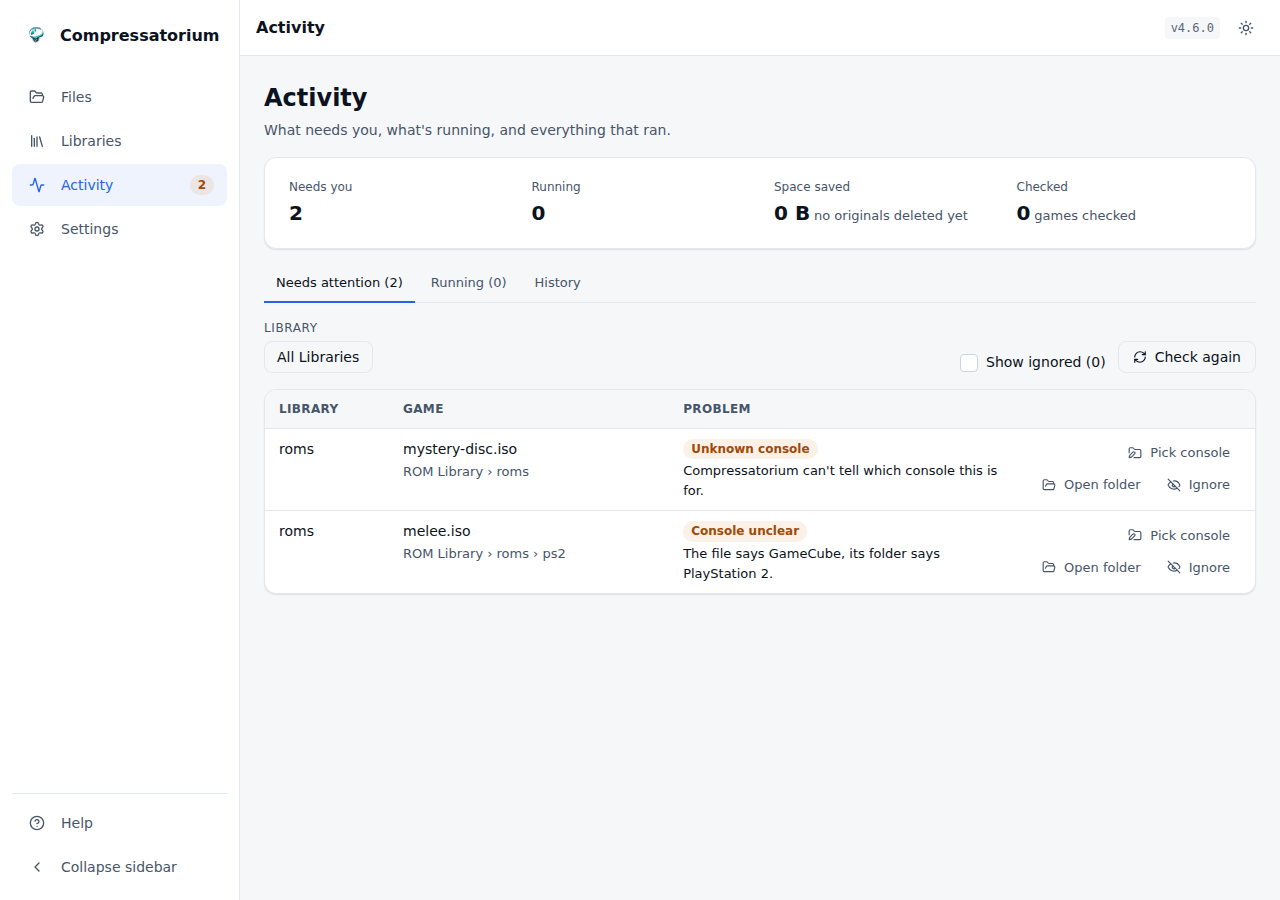 Compressatorium
Activity
v4.6.0
Files
Libraries
Activity 2
Settings
Help
Collapse sidebar
Activity
What needs you, what's running, and everything that ran.
Needs you
2
Running
0
Space saved
0 B no originals deleted yet
Checked
0 games checked
Needs attention (2)
Running (0)
History
LIBRARY
All Libraries
Show ignored (0)
Check again
LIBRARY GAME PROBLEM
roms
mystery-disc.iso
ROM Library › roms
Unknown console
Compressatorium can't tell which console this is
for.
Pick console
Open folder
Ignore
roms
melee.iso
ROM Library › roms › ps2
Console unclear
The file says GameCube, its folder says
PlayStation 2.
Pick console
Open folder
Ignore